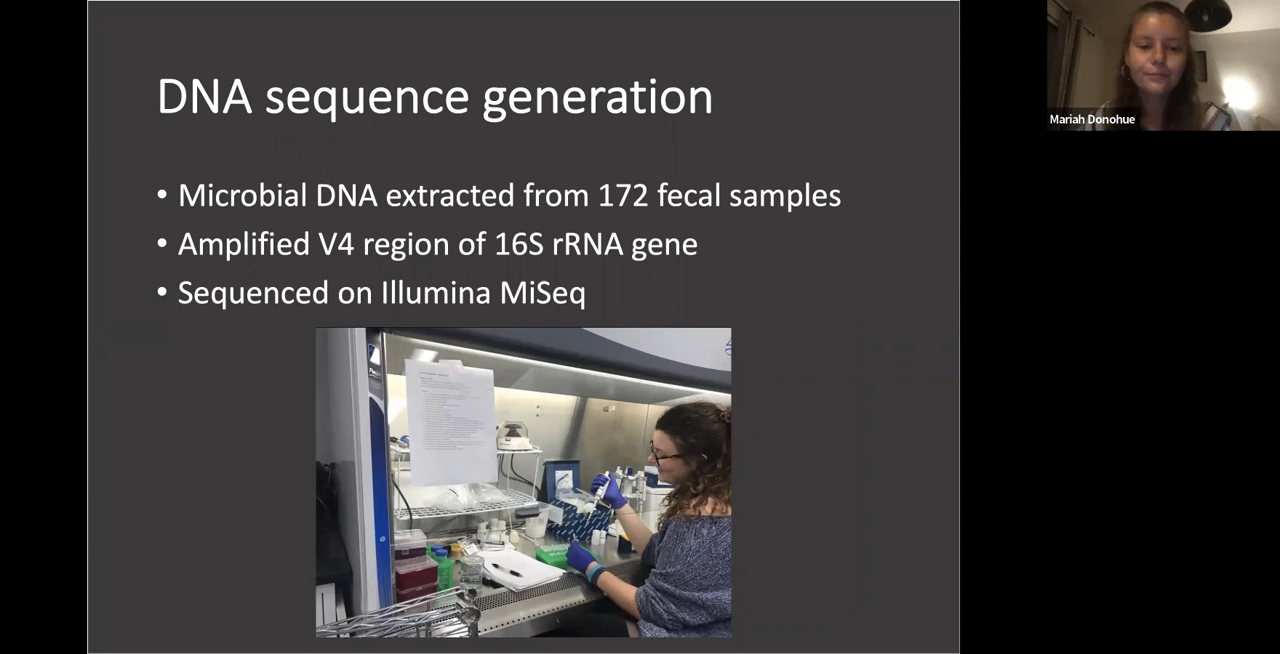 DNA sequence generation
• Microbial DNA extracted from 172 fecal samples
• Amplified V4 region of 16S rRNA gene
• Sequenced on Illumina MiSeq
Mariah Donohue